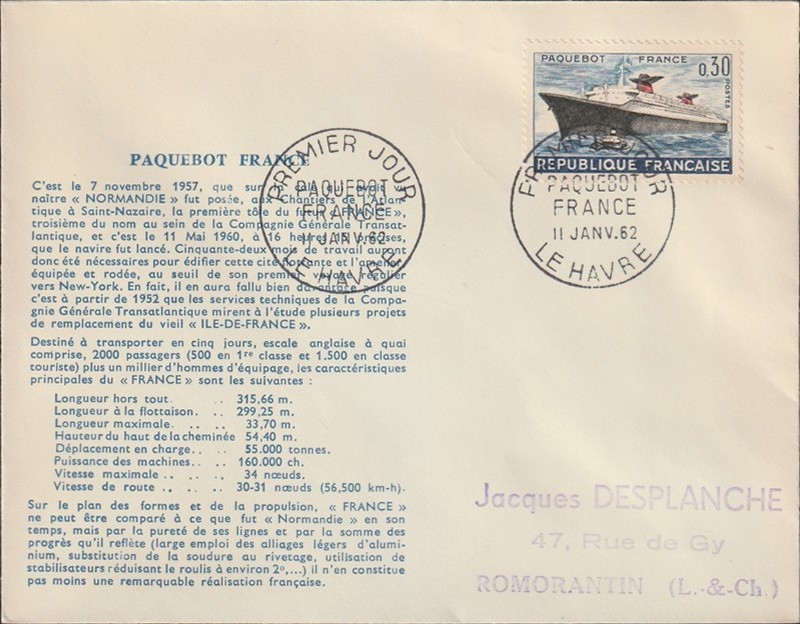 PAQUEBOT FRANCE
0,30
POSTES
RÉPUBLIQUE FRANÇAISE
PREMIER JOUR
PAQUEBOT
FRANCE
11 JANV.62
LE HAVRE
PREMIER JOUR
PAQUEBOT
FRANCE
11 JANV.62
LE HAVRE
PAQUEBOT FRANCE
C'est le 7 novembre 1957, que sur
naître « NORMANDIE » fut posée, aux Chantiers de l'Atlan-
tique à Saint-Nazaire, la première tôle du futur « FRANCE »,
troisième du nom au sein de la Compagnie Générale Transat-
lantique, et c'est le 11 Mai 1960, à 16 heures précises,
que le navire fut lancé. Cinquante-deux mois de travail auront
donc été nécessaires pour édifier cette cité et l'amener,
équipée et rodée, au seuil de son premier voyage régulier
vers New-York. En fait, il en aura fallu bien davantage puisque
c'est à partir de 1952 que les services techniques de la Compa-
gnie Générale Transatlantique mirent à l'étude plusieurs projets
de remplacement du vieil « ILE-DE-FRANCE ».
Destiné à transporter en cinq jours, escale anglaise à quai
comprise, 2000 passagers (500 en 1re classe et 1.500 en classe
touriste) plus un millier d'hommes d'équipage, les caractéristiques
principales du « FRANCE » sont les suivantes :
Longueur hors tout. . .. 315,66 m.
Longueur à la flottaison. .. .. 299,25 m.
Longueur maximale. .. .. 33,70 m.
Hauteur du haut de la cheminée 54,40 m.
Déplacement en charge. .. .. 55.000 tonnes.
Puissance des machines. .. .. 160.000 ch.
Vitesse maximale .. .. .. 34 nœuds.
Vitesse de route .. .. .. .. 30-31 nœuds (56,500 km-h).
Sur le plan des formes et de la propulsion, « FRANCE »
ne peut être comparé à ce que fut « Normandie » en son
temps, mais par la pureté de ses lignes et par la somme des
progrès qu'il reflète (large emploi des alliages légers d'alumi-
nium, substitution de la soudure au rivetage, utilisation de
stabilisateurs réduisant le roulis à environ 2°,...) il n'en constitue
pas moins une remarquable réalisation française.
Jacques DESPLANCHE
47, Rue de Gy
ROMORANTIN (L.-&-Ch.)